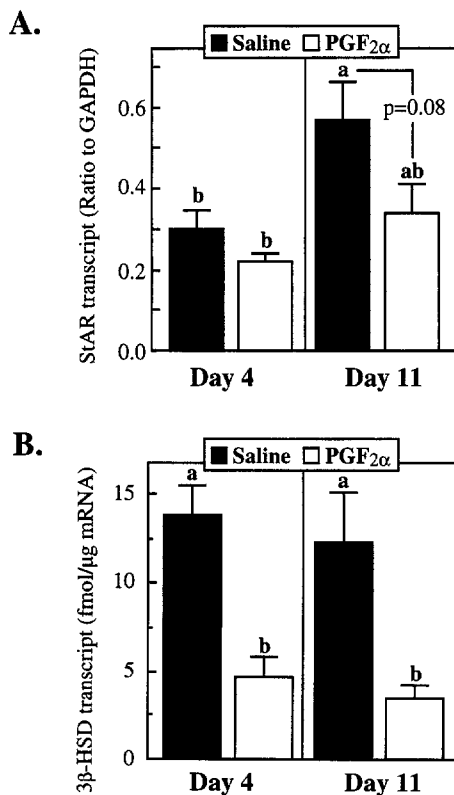 A.
Saline PGF2α
StAR transcript (Ratio to GAPDH)
0.6
0.4
0.2
0.0
b
b
a
p=0.08
ab
Day 4 Day 11
B.
Saline PGF2α
3β-HSD transcript (fmol/μg mRNA)
15
10
5
0
a
b
a
b
Day 4 Day 11